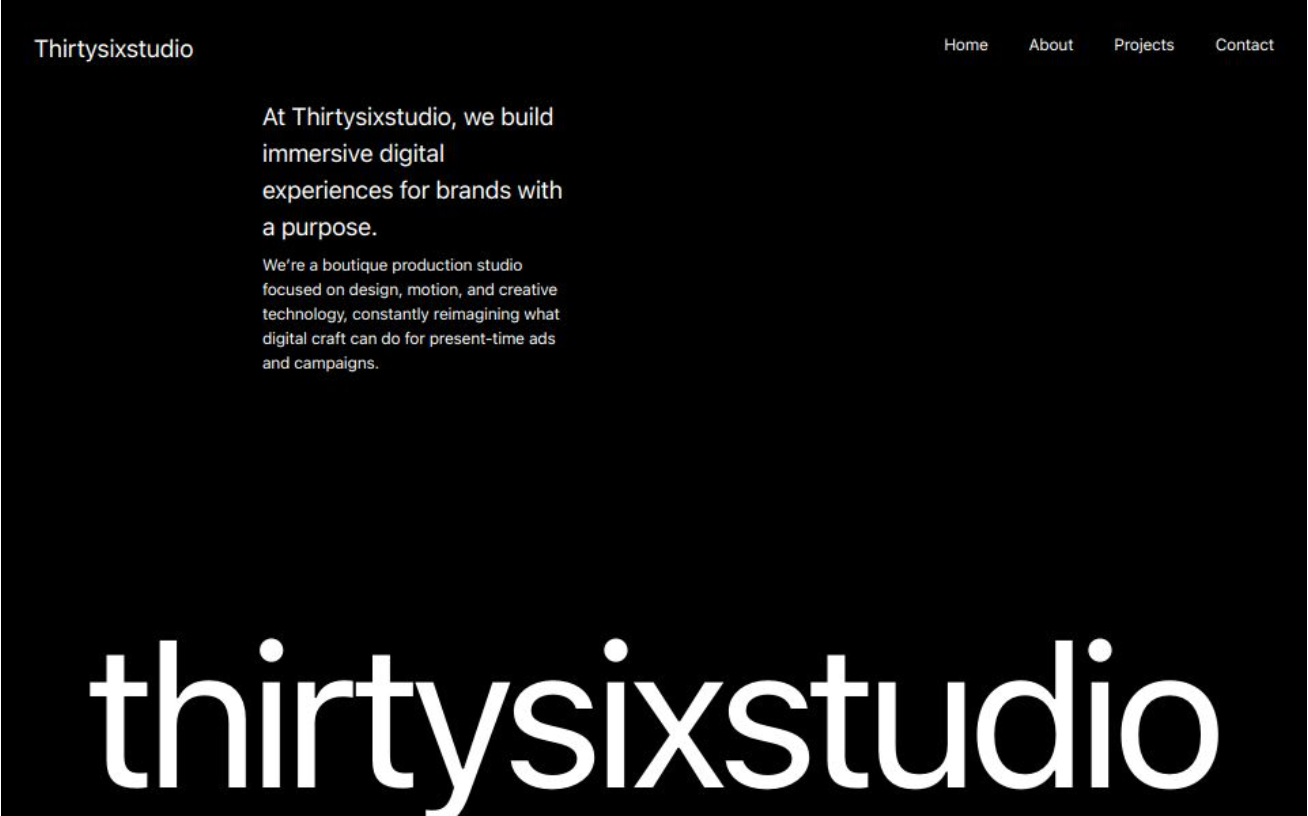 Thirtysixstudio
Home About Projects Contact
At Thirtysixstudio, we build
immersive digital
experiences for brands with
a purpose.
We’re a boutique production studio
focused on design, motion, and creative
technology, constantly reimagining what
digital craft can do for present-time ads
and campaigns.
thirtysixstudio